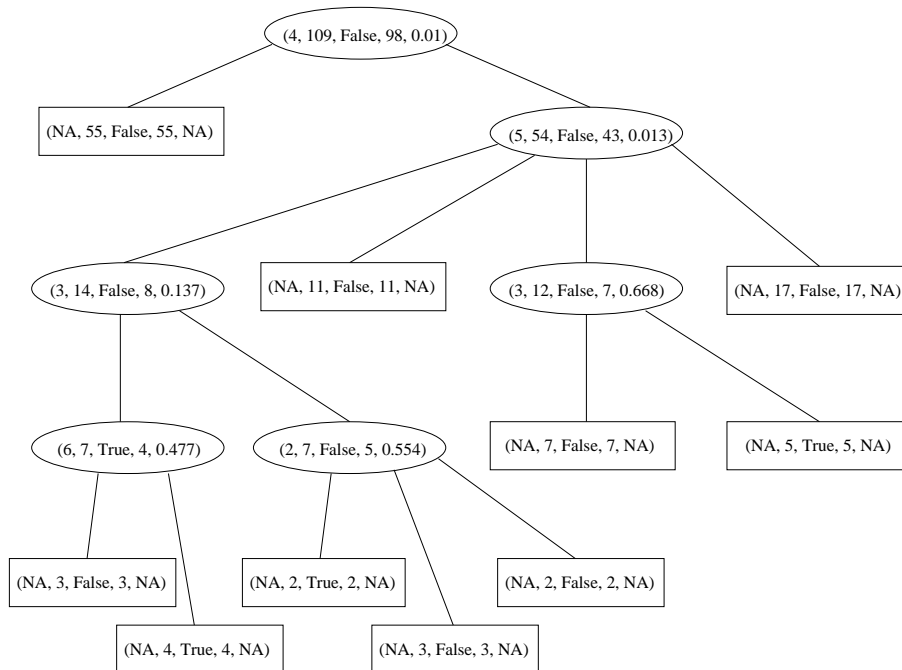 (4, 109, False, 98, 0.01)
(NA, 55, False, 55, NA)
(5, 54, False, 43, 0.013)
(3, 14, False, 8, 0.137)
(NA, 11, False, 11, NA)
(3, 12, False, 7, 0.668)
(NA, 17, False, 17, NA)
(6, 7, True, 4, 0.477)
(2, 7, False, 5, 0.554)
(NA, 7, False, 7, NA)
(NA, 5, True, 5, NA)
(NA, 3, False, 3, NA)
(NA, 2, True, 2, NA)
(NA, 2, False, 2, NA)
(NA, 4, True, 4, NA)
(NA, 3, False, 3, NA)